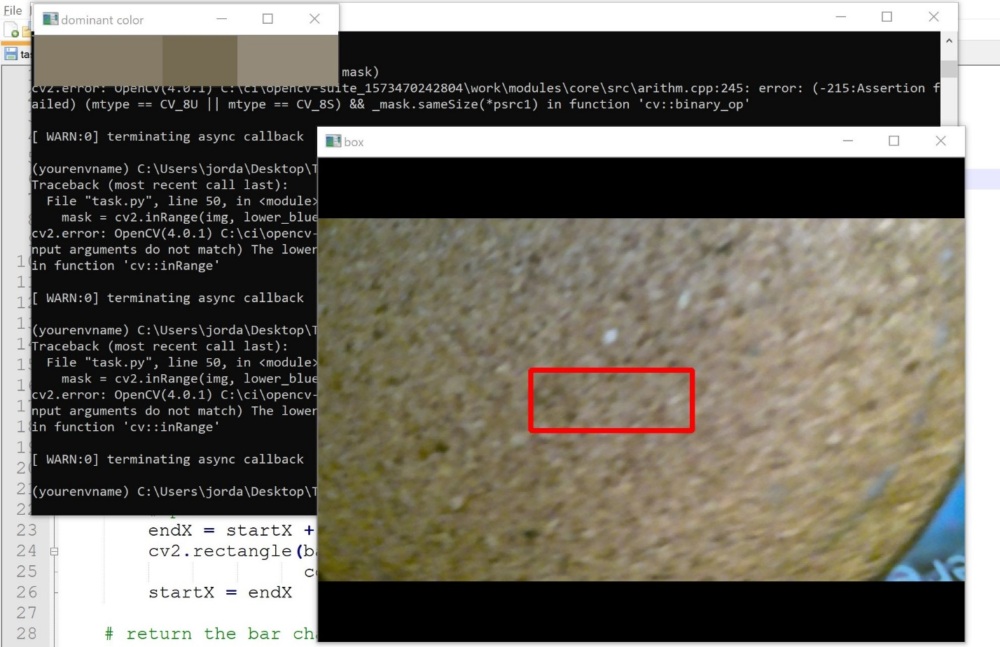 File
dominant color
tas
mask)
cv2.error: OpenCV(4.0.1) C:\ci\opencv-suite_1573470242804\work\modules\core\src\arithm.cpp:245: error: (-215:Assertion f
ailed) (mtype == CV_8U || mtype == CV_8S) && _mask.sameSize(*psrc1) in function 'cv::binary_op'
[ WARN:0] terminating async callback
box
(yourenvname) C:\Users\jorda\Desktop\T
Traceback (most recent call last):
File "task.py", line 50, in <module>
mask = cv2.inRange(img, lower_blue
cv2.error: OpenCV(4.0.1) C:\ci\opencv-
nput arguments do not match) The lower
in function 'cv::inRange'
[ WARN:0] terminating async callback
(yourenvname) C:\Users\jorda\Desktop\T
Traceback (most recent call last):
File "task.py", line 50, in <module>
mask = cv2.inRange(img, lower_blue
cv2.error: OpenCV(4.0.1) C:\ci\opencv-
nput arguments do not match) The lower
in function 'cv::inRange'
[ WARN:0] terminating async callback
(yourenvname) C:\Users\jorda\Desktop\T
23 endX = startX +
24 cv2.rectangle(ba
25 co
26 startX = endX
27
28 # return the bar cha